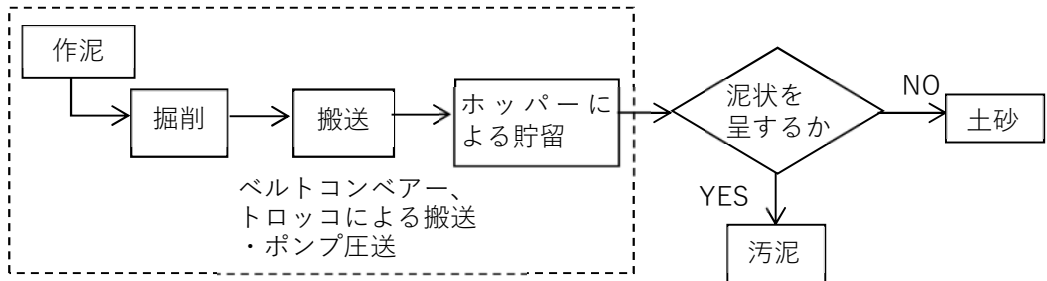 作泥
掘削
搬送
ホッパーに
よる貯留
泥状を
呈するか
NO
土砂
YES
汚泥
ベルトコンベアー、
トロッコによる搬送
・ポンプ圧送